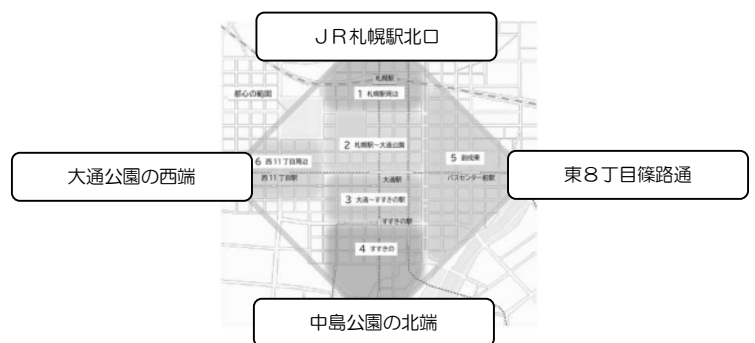 ＪＲ札幌駅北口
札幌駅
都心の範囲
1 札幌駅周辺
2 札幌駅～大通公園
5 創成東
6 西11丁目周辺
大通公園の西端
西11丁目駅
大通駅
バスセンター前駅
東８丁目篠路通
3 大通～すすきの駅
すすきの駅
4 すすきの
中島公園の北端